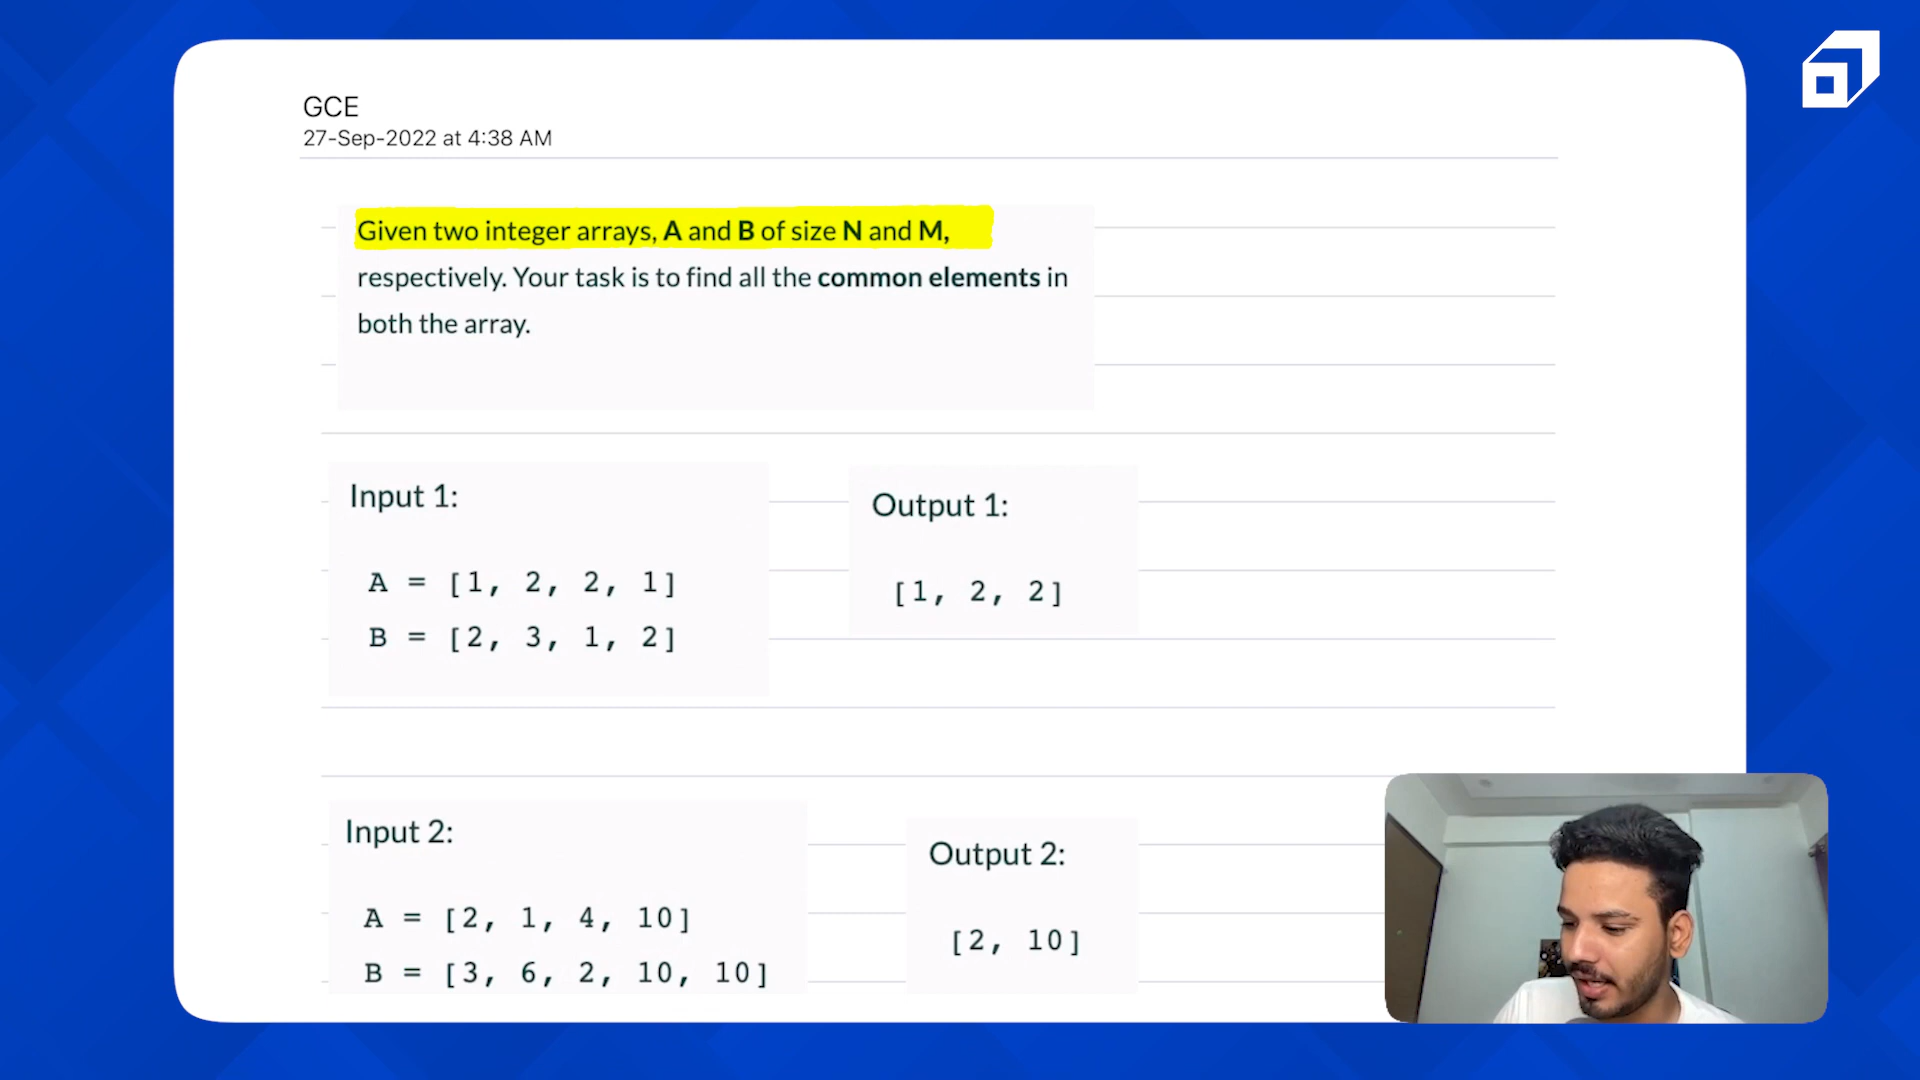 GCE
27-Sep-2022 at 4:38 AM
Given two integer arrays, A and B of size N and M,
respectively. Your task is to find all the common elements in
both the array.
Input 1:
A = [1, 2, 2, 1]
B = [2, 3, 1, 2]
Output 1:
[1, 2, 2]
Input 2:
A = [2, 1, 4, 10]
B = [3, 6, 2, 10, 10]
Output 2:
[2, 10]